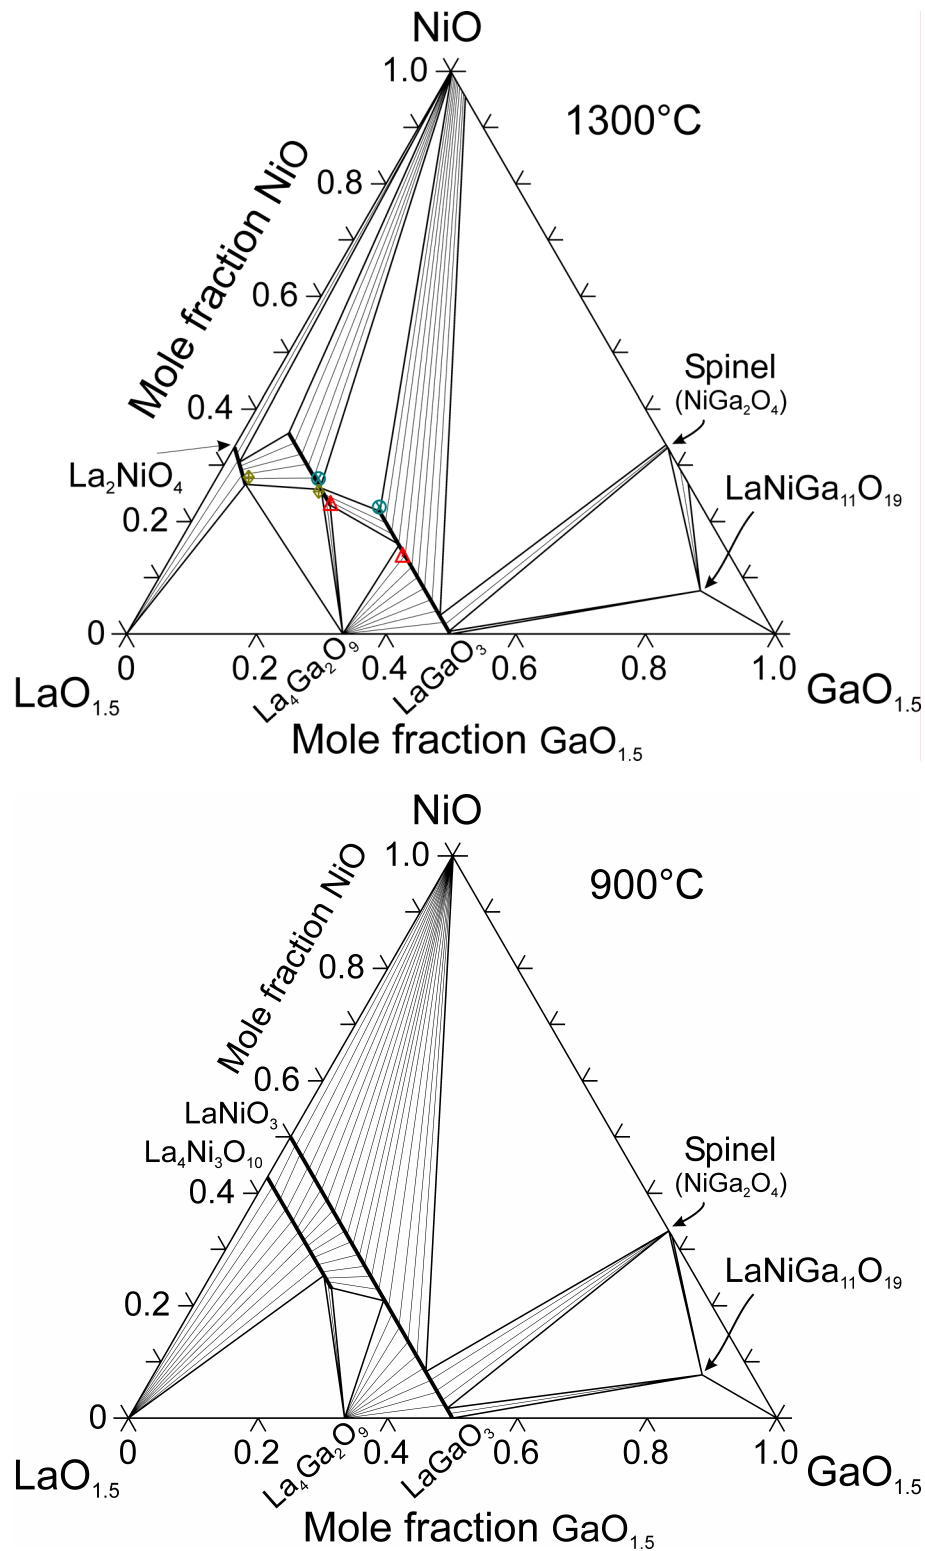 NiO
1.0
1300°C
Mole fraction NiO
0.8
0.6
0.4
Spinel
(NiGa₂O₄)
La₂NiO₄
LaNiGa₁₁O₁₉
0.2
0
0 0.2 0.4 0.6 0.8 1.0
La₄Ga₂O₉
LaGaO₃
LaO₁.₅
GaO₁.₅
Mole fraction GaO₁.₅
NiO
1.0
900°C
Mole fraction NiO
0.8
0.6
LaNiO₃
La₄Ni₃O₁₀
0.4
Spinel
(NiGa₂O₄)
LaNiGa₁₁O₁₉
0.2
0
0 0.2 0.4 0.6 0.8 1.0
La₄Ga₂O₉
LaGaO₃
LaO₁.₅
GaO₁.₅
Mole fraction GaO₁.₅